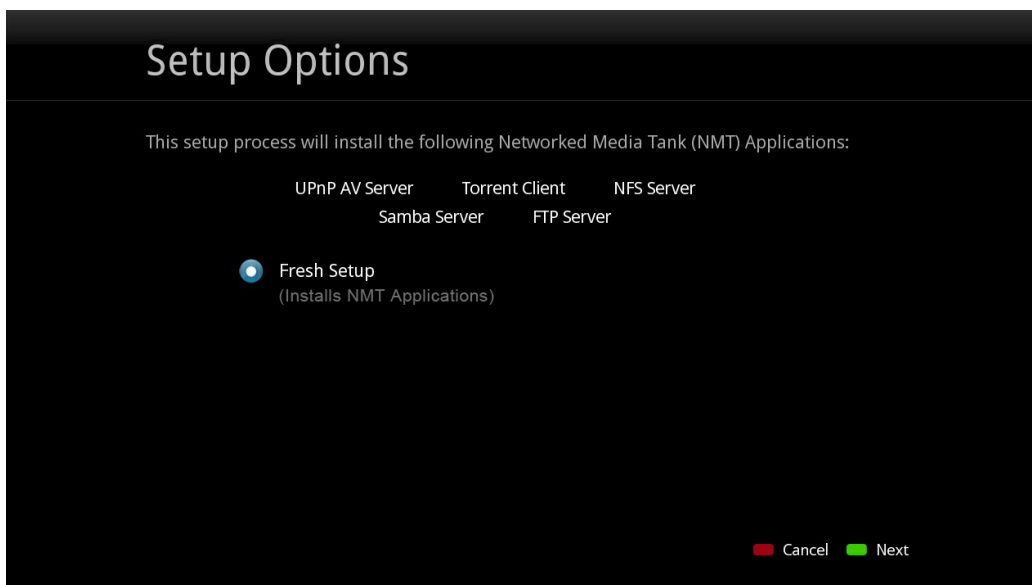 Setup Options
This setup process will install the following Networked Media Tank (NMT) Applications:
UPnP AV Server Torrent Client NFS Server
Samba Server FTP Server
Fresh Setup
(Installs NMT Applications)
Cancel Next